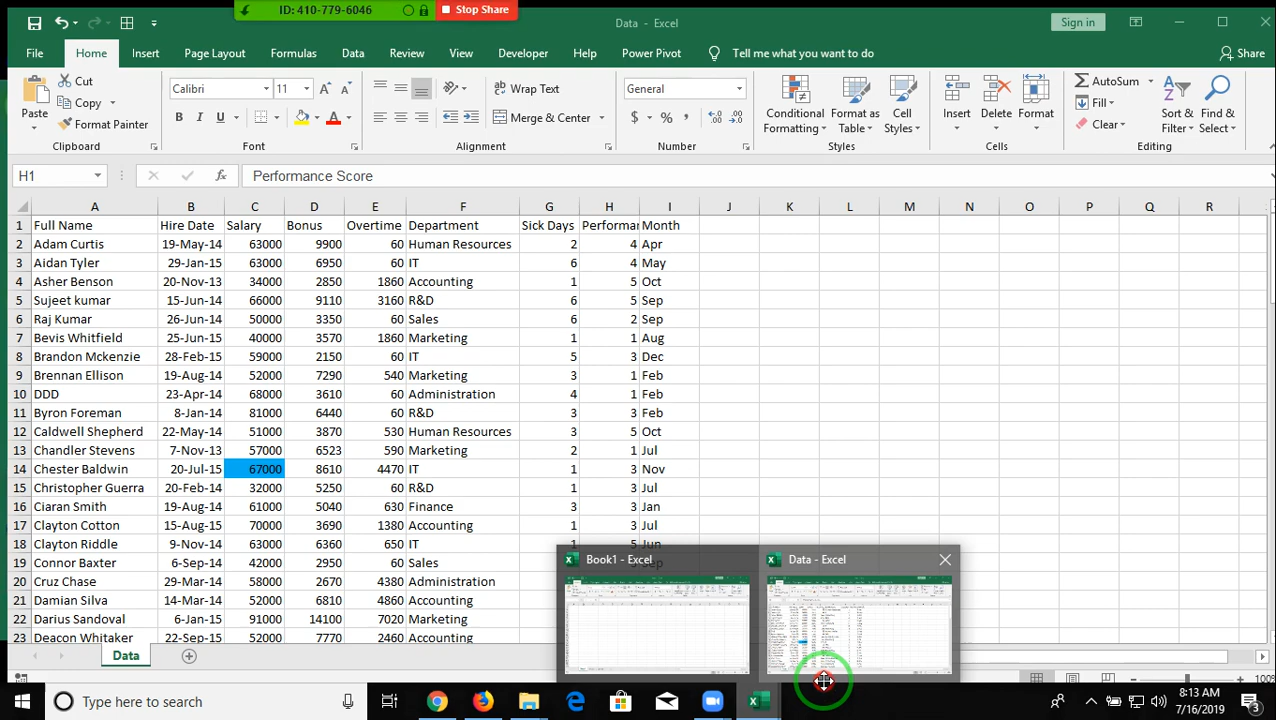 ID: 410-779-6046 Stop Share
Data - Excel
Sign in
File Home Insert Page Layout Formulas Data Review View Developer Help Power Pivot Tell me what you want to do Share
Paste Cut Copy Format Painter
Clipboard
Calibri 11
B I U
Font
Wrap Text
Merge & Center
Alignment
General
$ % ,
Number
Conditional Formatting
Format as Table
Cell Styles
Styles
Insert Delete Format
Cells
AutoSum Fill Clear
Sort & Filter
Find & Select
Editing
H1 fx Performance Score
A B C D E F G H I J K L M N O P Q R
1 Full Name Hire Date Salary Bonus Overtime Department Sick Days Performar Month
2 Adam Curtis 19-May-14 63000 9900 60 Human Resources 2 4 Apr
3 Aidan Tyler 29-Jan-15 63000 6950 60 IT 6 4 May
4 Asher Benson 20-Nov-13 34000 2850 1860 Accounting 1 5 Oct
5 Sujeet kumar 15-Jun-14 66000 9110 3160 R&D 6 5 Sep
6 Raj Kumar 26-Jun-14 50000 3350 60 Sales 6 2 Sep
7 Bevis Whitfield 25-Jun-15 40000 3570 1860 Marketing 1 1 Aug
8 Brandon Mckenzie 28-Feb-15 59000 2150 60 IT 5 3 Dec
9 Brennan Ellison 19-Aug-14 52000 7290 540 Marketing 3 1 Feb
10 DDD 23-Apr-14 68000 3610 60 Administration 4 1 Feb
11 Byron Foreman 8-Jan-14 81000 6440 60 R&D 3 3 Feb
12 Caldwell Shepherd 22-May-14 51000 3870 530 Human Resources 3 5 Oct
13 Chandler Stevens 7-Nov-13 57000 6523 590 Marketing 2 1 Jul
14 Chester Baldwin 20-Jul-15 67000 8610 4470 IT 1 3 Nov
15 Christopher Guerra 20-Feb-14 32000 5250 60 R&D 1 3 Jul
16 Ciaran Smith 19-Aug-14 61000 5040 630 Finance 3 3 Jan
17 Clayton Cotton 15-Aug-15 70000 3690 1380 Accounting 1 3 Jul
18 Clayton Riddle 9-Nov-14 63000 6360 650 IT 1 5 Jun
19 Connor Baxter 6-Sep-14 42000 2950 60 Sales Sep
20 Cruz Chase 29-Mar-14 58000 2670 4380 Administration
21 Damian Silva 14-Mar-14 52000 6810 4860 Accounting
22 Darius Sandoval 6-Jan-15 91000 14100 7020 Marketing
23 Deacon Whitaker 22-Sep-15 52000 7770 2460 Accounting
Book1 - Excel
Data - Excel
Data
Type here to search
8:13 AM
7/16/2019
3